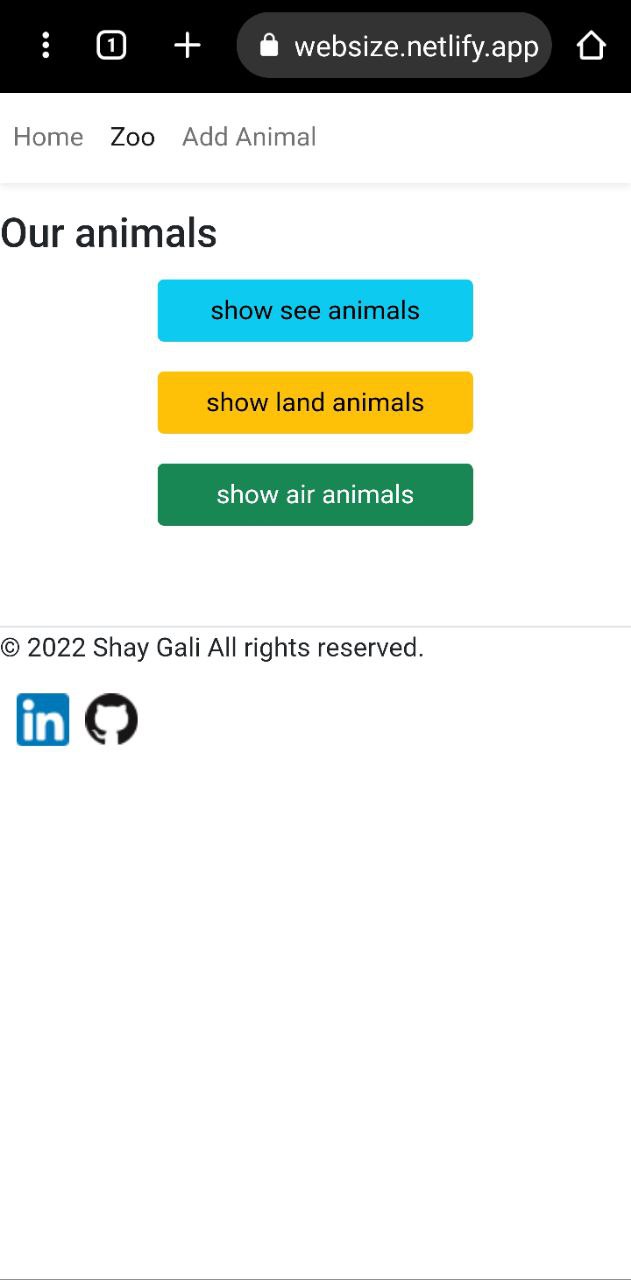 1 websize.netlify.app
Home Zoo Add Animal
Our animals
show see animals
show land animals
show air animals
© 2022 Shay Gali All rights reserved.
in